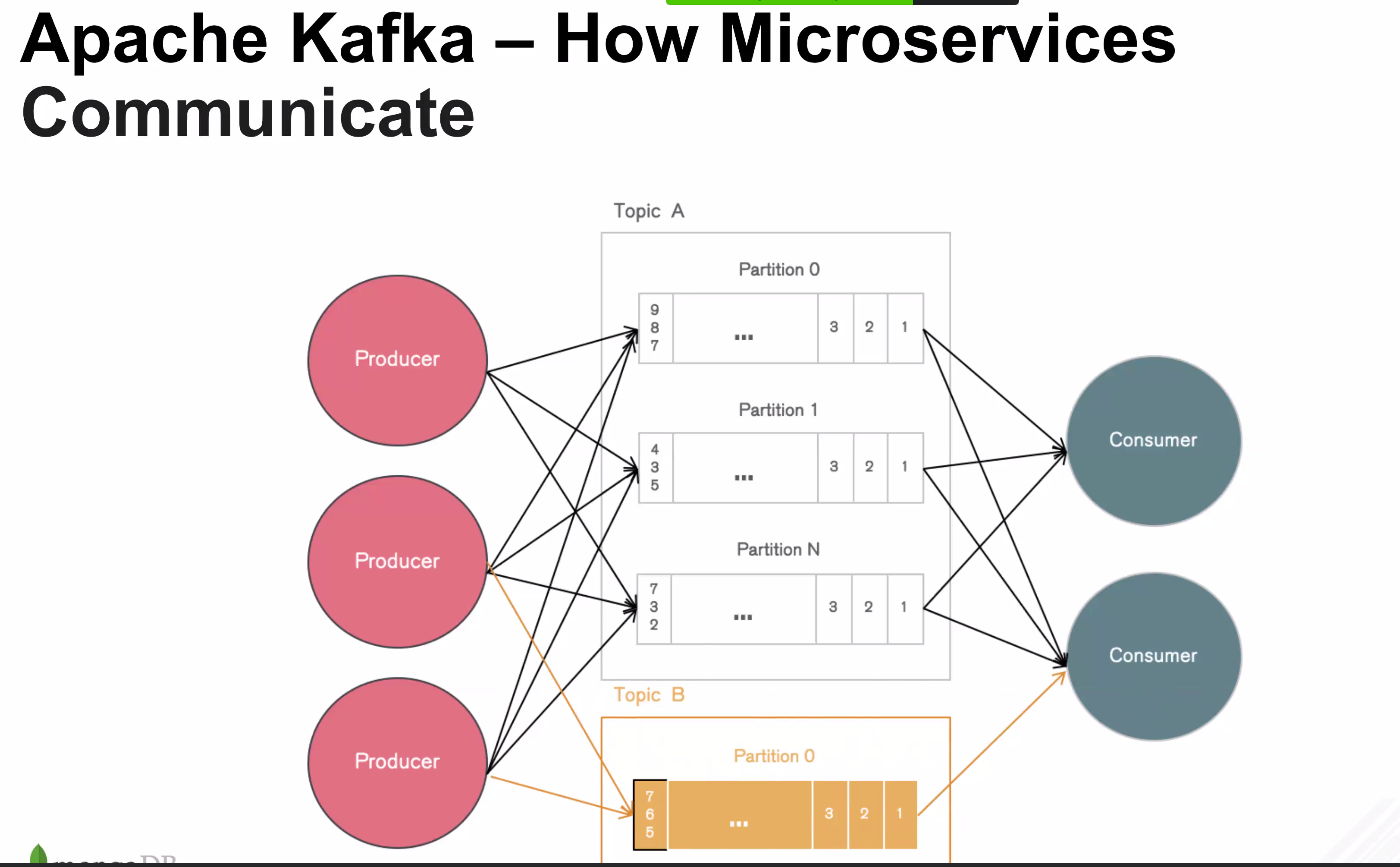 Apache Kafka – How Microservices
Communicate
Topic A
Partition 0
9
8
7
...
3 2 1
Partition 1
4
3
5
...
3 2 1
Partition N
7
3
2
...
3 2 1
Topic B
Partition 0
7
6
5
...
3 2 1
Producer
Producer
Producer
Consumer
Consumer
mongoDB